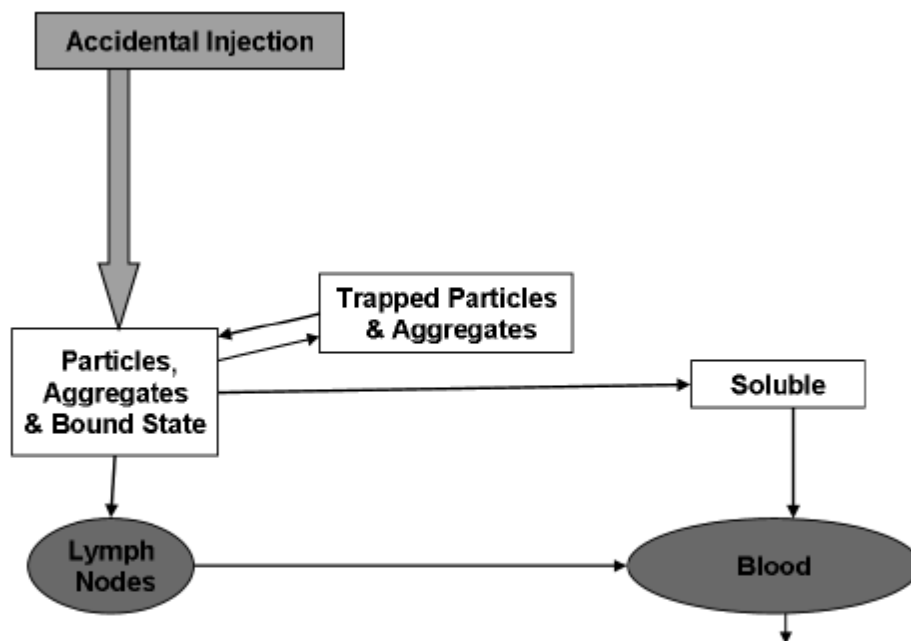 Accidental Injection
Trapped Particles
& Aggregates
Particles,
Aggregates
& Bound State
Soluble
Lymph
Nodes
Blood